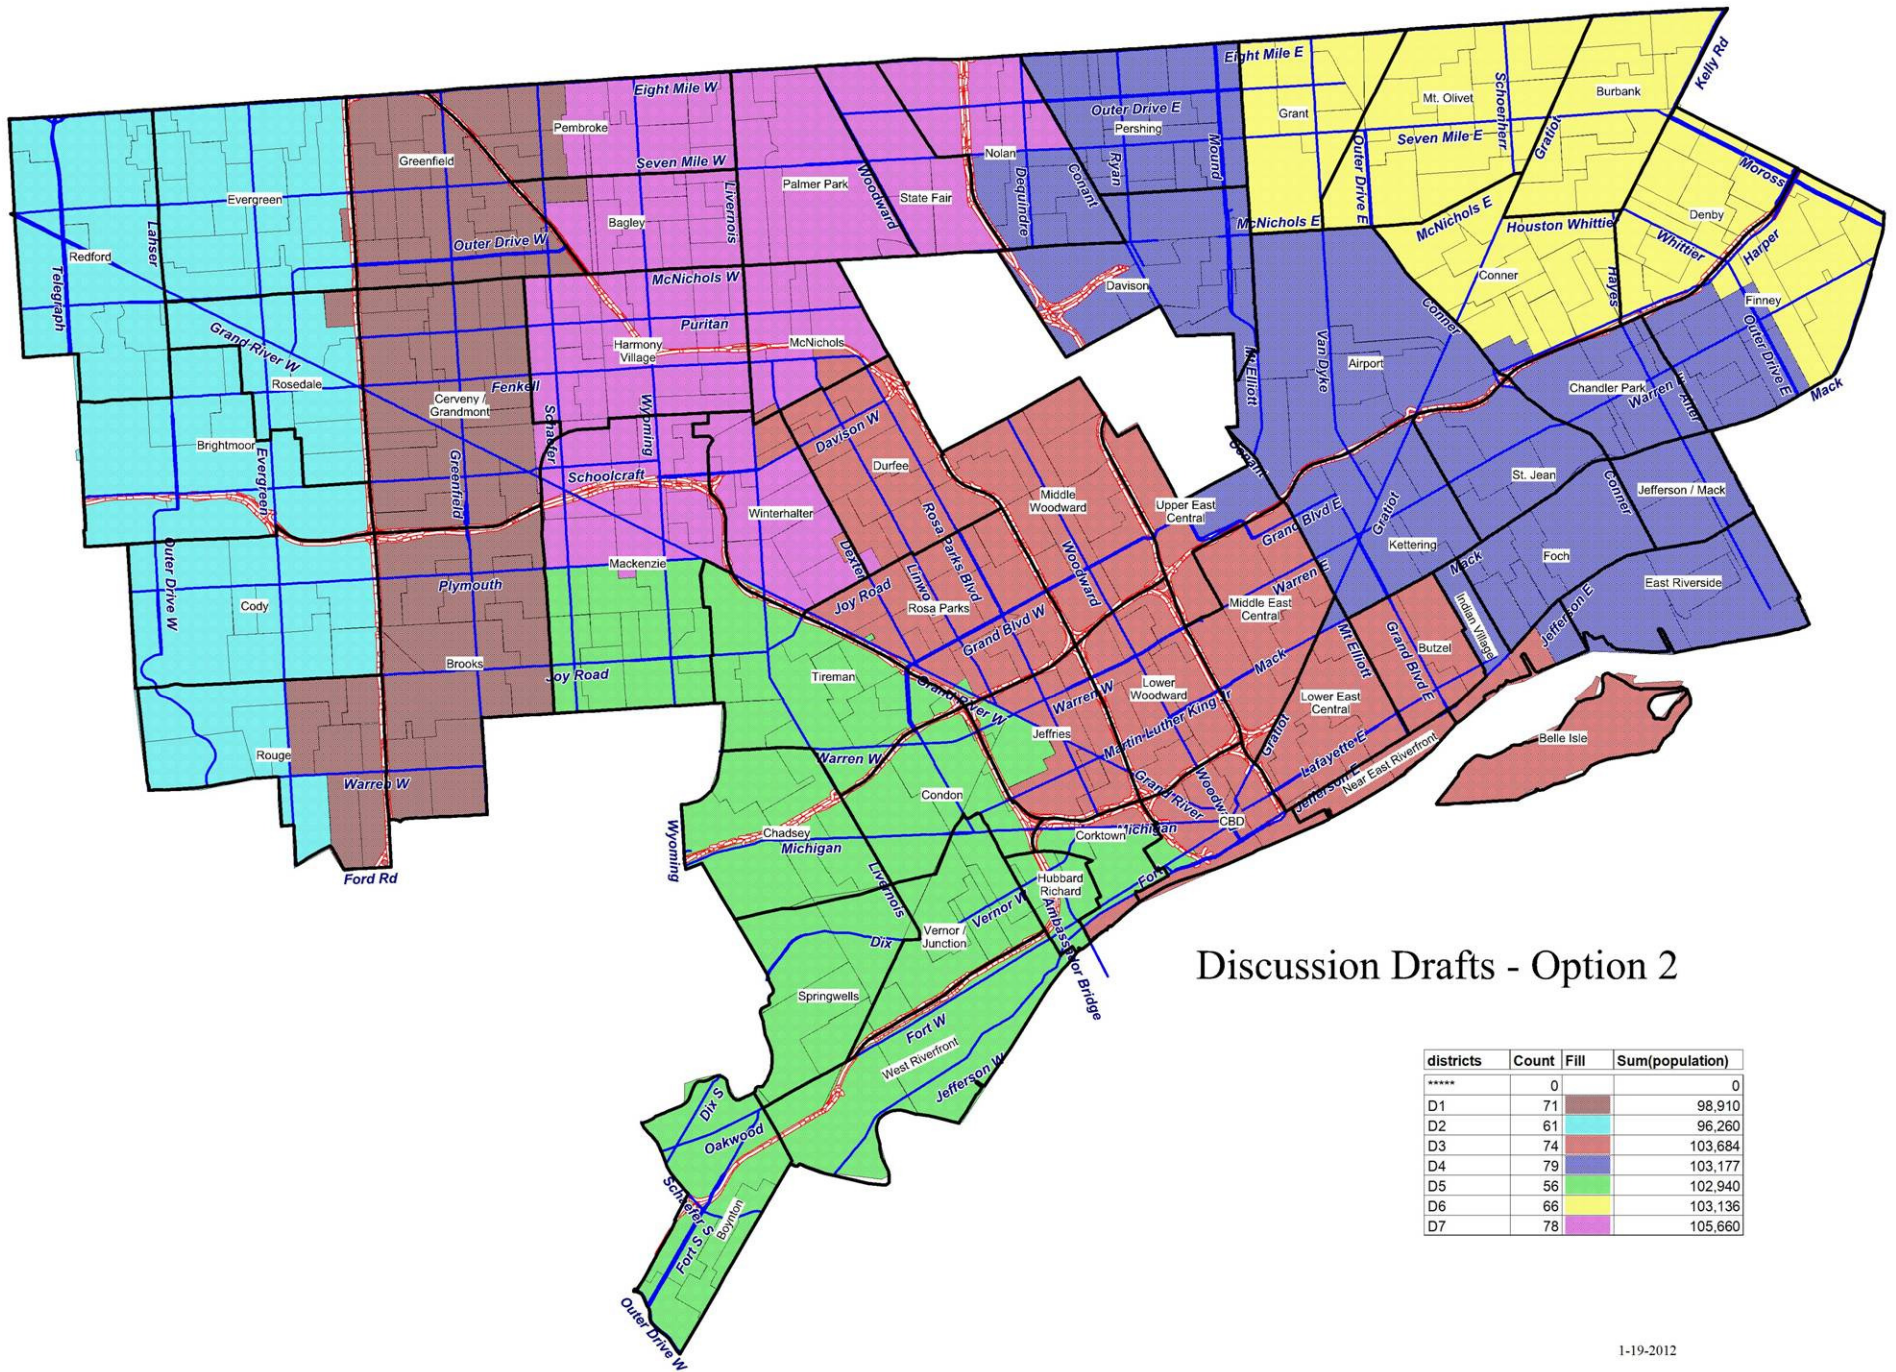 Eight Mile E
Kelly Rd
Eight Mile W
Schoenherr
Burbank
Mt. Olivet
Outer Drive E
Grant
Pershing
Pembroke
Gratiot
Seven Mile E
Greenfield
Seven Mile W
Nolan
Mound
Ryan
Outer Drive E
Moross
Evergreen
Palmer Park
Woodward
State Fair
Dequindre
Conant
Livernois
Bagley
McNichols E
McNichols E
Houston Whittie
Denby
Whittier
Harper
Lahser
Redford
Outer Drive W
McNichols W
Davison
Conner
Hayes
Finney
Telegraph
Grand River W
Puritan
Harmony
Village
McNichols
Van Dyke
Conner
Outer Drive E
Airport
Mt Elliott
Rosedale
Fenkell
Cerveny /
Grandmont
Chandler Park
Warren
Alter
Mack
Schaefer
Wyoming
Davison W
Brightmoor
Evergreen
Greenfield
Schoolcraft
Durfee
Conant
Middle
Woodward
St. Jean
Conner
Jefferson / Mack
Winterhalter
Rosa Parks Blvd
Upper East
Central
Grand Blvd E
Gratiot
Kettering
Outer Drive W
Mackenzie
Dexter
Linwo
Woodward
Mack
Foch
Plymouth
Joy Road
Warren E
East Riverside
Cody
Rosa Parks
Grand Blvd W
Middle East
Central
Indian Village
Jefferson E
Brooks
Joy Road
Tireman
Mack
Mt Elliott
Grand Blvd E
Butzel
Grand River W
Warren W
Lower
Woodward
Martin Luther King Jr
Lower East
Central
Rouge
Jeffries
Gratiot
Lafayette E
Belle Isle
Warren W
Warren W
Condon
Grand River
Woodwa
Jefferson E
Near East Riverfront
Wyoming
Chadsey
Michigan
Corktown
Michigan
CBD
Ford Rd
Livernois
Hubbard
Richard
Fort
Vernor W
Vernor /
Junction
Dix
Ambassador Bridge
Springwells
Discussion Drafts - Option 2
Fort W
West Riverfront
Jefferson W
Dix S
Oakwood
Schaefer S
Boynton
Fort S
Outer Drive W
districts Count Fill Sum(population)
***** 0 0
D1 71 98,910
D2 61 96,260
D3 74 103,684
D4 79 103,177
D5 56 102,940
D6 66 103,136
D7 78 105,660
1-19-2012